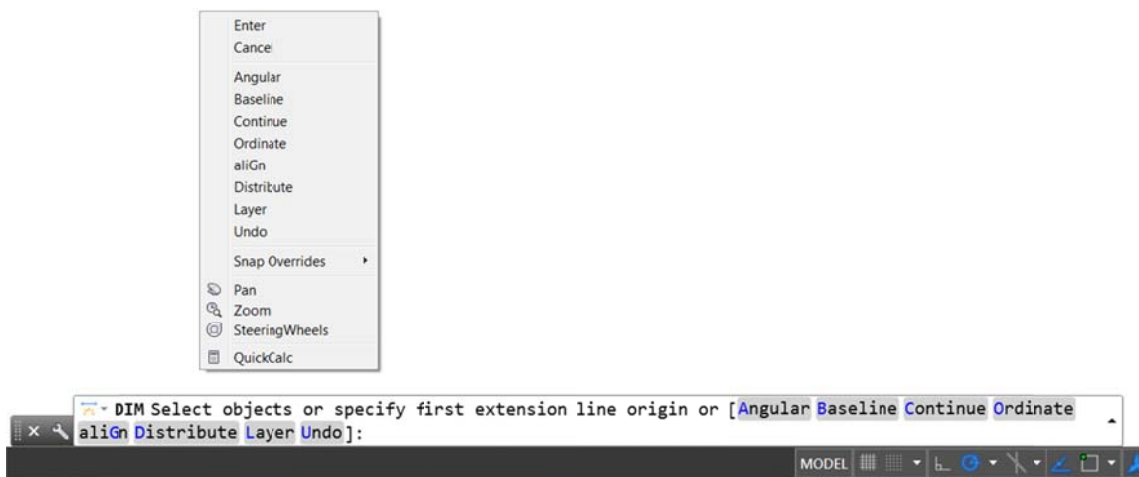 Enter
Cancel
Angular
Baseline
Continue
Ordinate
aliGn
Distribute
Layer
Undo
Snap Overrides
Pan
Zoom
SteeringWheels
QuickCalc
DIM Select objects or specify first extension line origin or [Angular Baseline Continue Ordinate
aliGn Distribute Layer Undo]:
MODEL